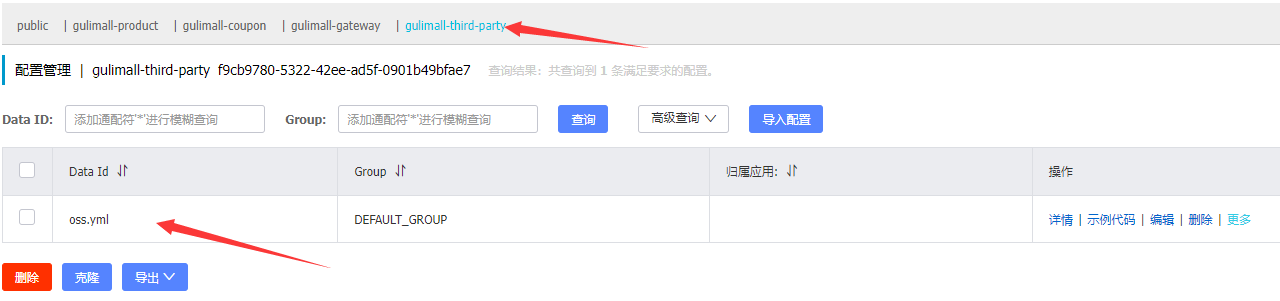 public | gulimall-product | gulimall-coupon | gulimall-gateway | gulimall-third-party
配置管理 | gulimall-third-party f9cb9780-5322-42ee-ad5f-0901b49bfae7 查询结果：共查询到 1 条满足要求的配置。
Data ID: 添加通配符'*'进行模糊查询 Group: 添加通配符'*'进行模糊查询 查询 高级查询 导入配置
Data Id Group 归属应用: 操作
oss.yml DEFAULT_GROUP 详情 | 示例代码 | 编辑 | 删除 | 更多
删除 克隆 导出